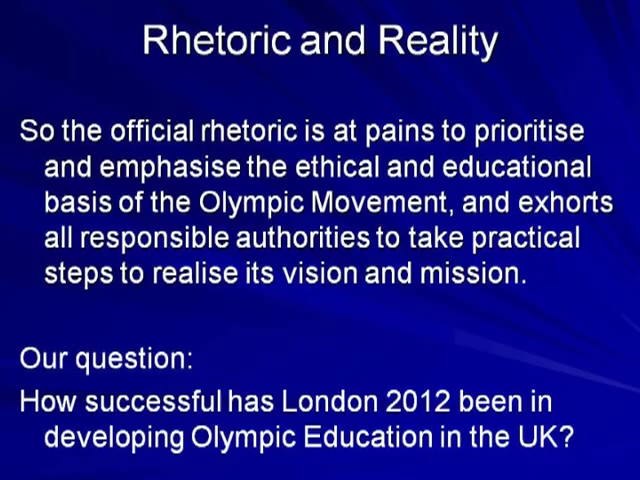 Rhetoric and Reality
So the official rhetoric is at pains to prioritise
and emphasise the ethical and educational
basis of the Olympic Movement, and exhorts
all responsible authorities to take practical
steps to realise its vision and mission.
Our question:
How successful has London 2012 been in
developing Olympic Education in the UK?